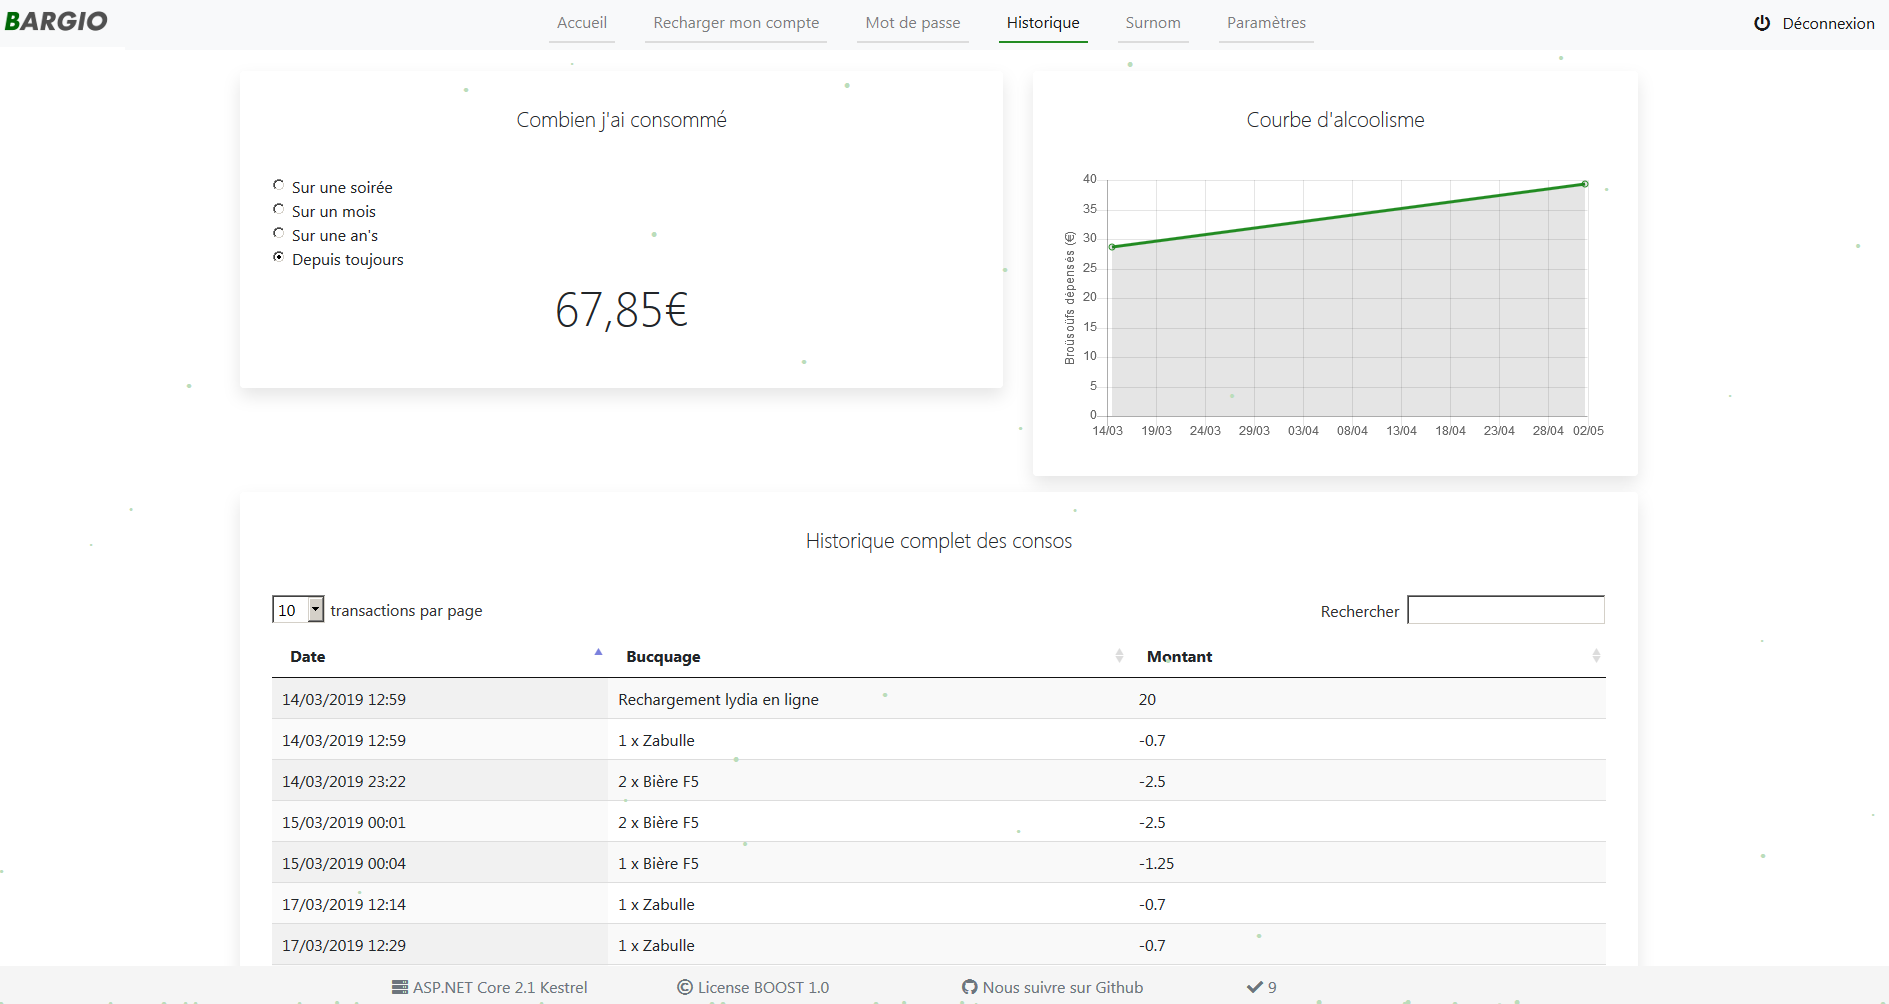 BARGIO
Accueil Recharger mon compte Mot de passe Historique Surnom Paramètres Déconnexion
Combien j'ai consommé
Sur une soirée
Sur un mois
Sur une an's
Depuis toujours
67,85€
Courbe d'alcoolisme
Broüsoüfs dépensés (€)
40
35
30
25
20
15
10
5
0
14/03 19/03 24/03 29/03 03/04 08/04 13/04 18/04 23/04 28/04 02/05
Historique complet des consos
10 transactions par page Rechercher
Date Bucquage Montant
14/03/2019 12:59 Rechargement lydia en ligne 20
14/03/2019 12:59 1 x Zabulle -0.7
14/03/2019 23:22 2 x Bière F5 -2.5
15/03/2019 00:01 2 x Bière F5 -2.5
15/03/2019 00:04 1 x Bière F5 -1.25
17/03/2019 12:14 1 x Zabulle -0.7
17/03/2019 12:29 1 x Zabulle -0.7
ASP.NET Core 2.1 Kestrel © License BOOST 1.0 Nous suivre sur Github 9